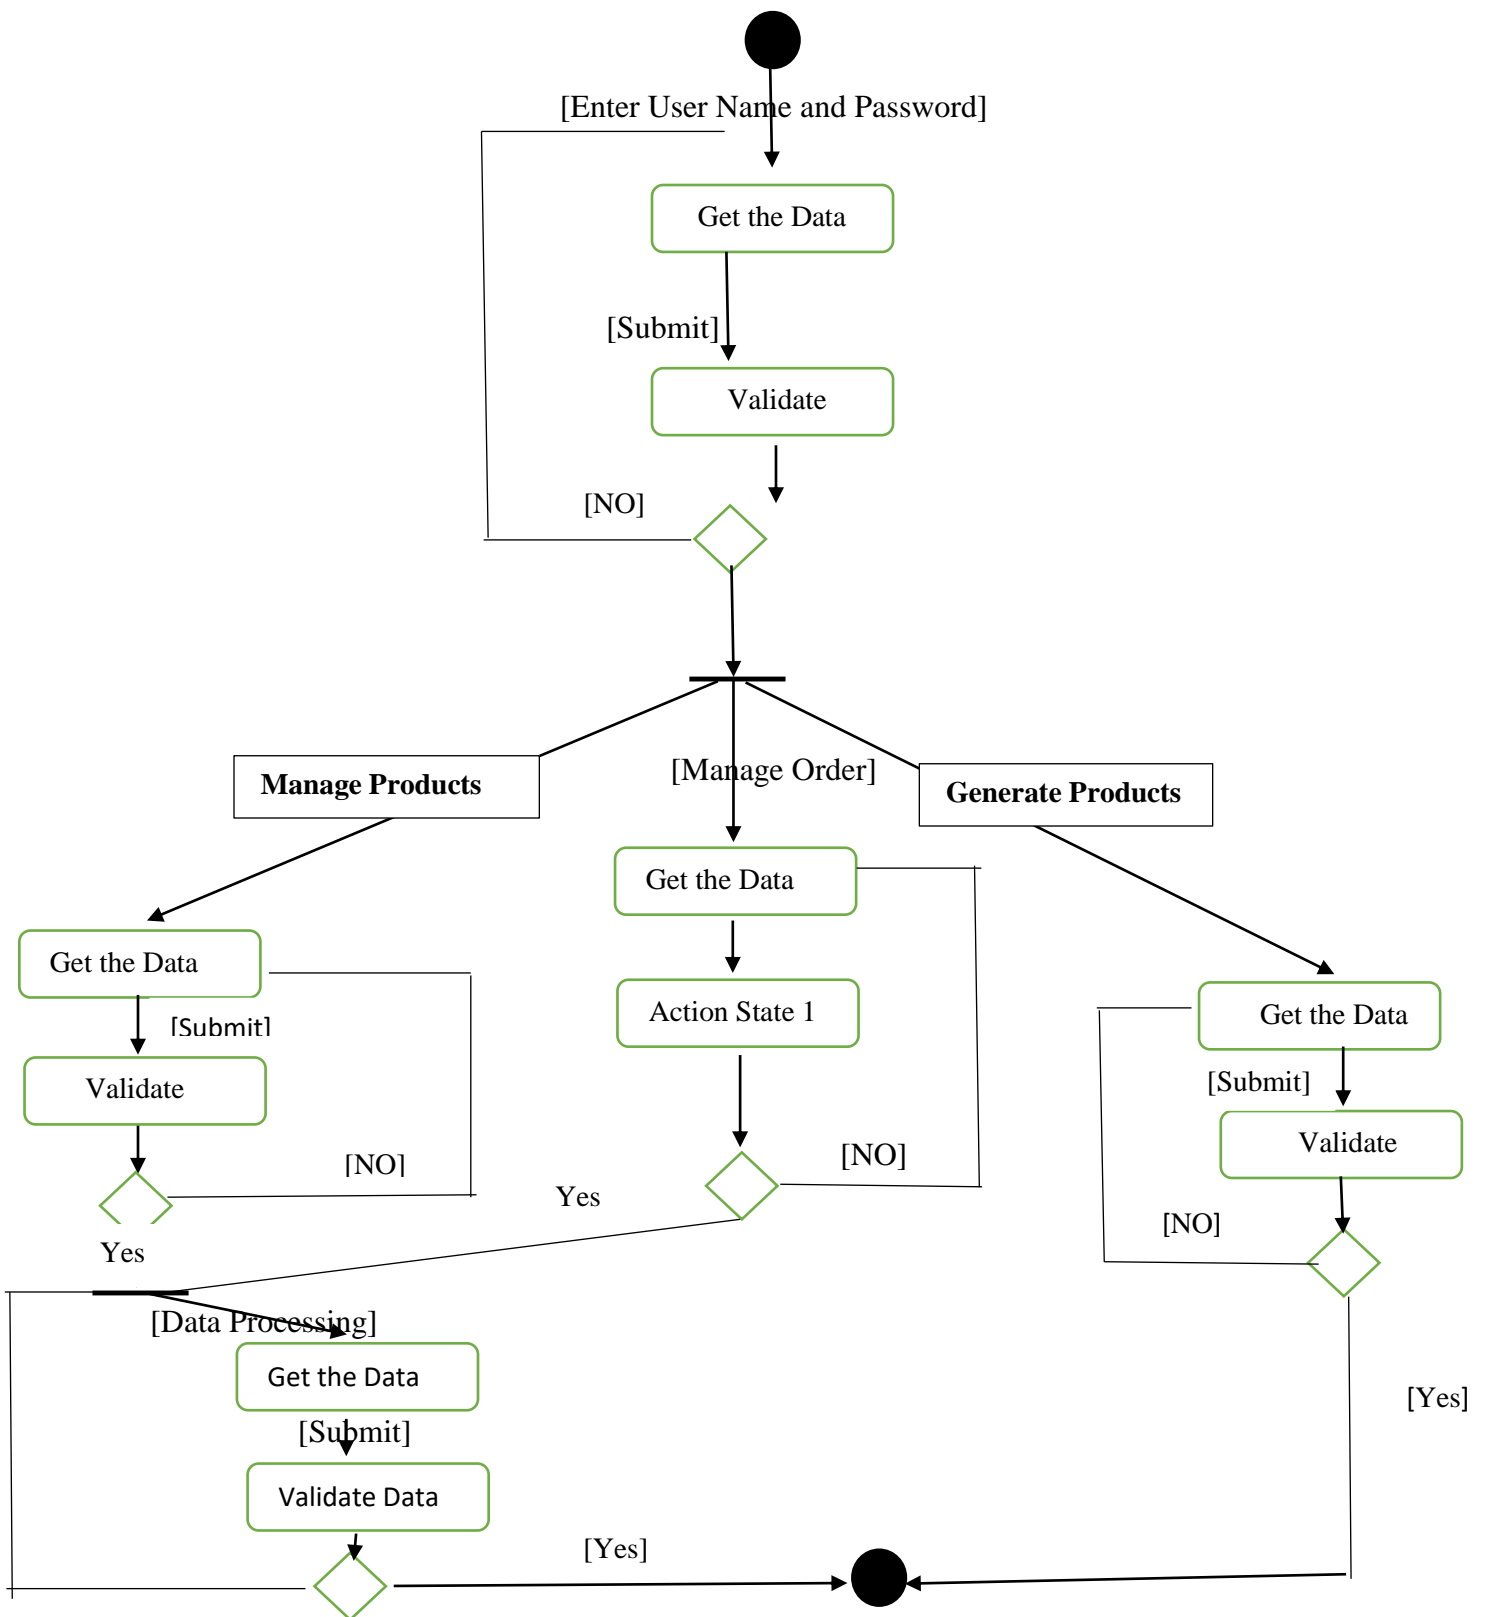 [Enter User Name and Password]
Get the Data
[Submit]
Validate
[NO]
Manage Products
[Manage Order]
Generate Products
Get the Data
Get the Data
Get the Data
[Submit]
Action State 1
[Submit]
Validate
Validate
[NO]
[NO]
Yes
[NO]
Yes
[Data Processing]
Get the Data
[Yes]
[Submit]
Validate Data
[Yes]